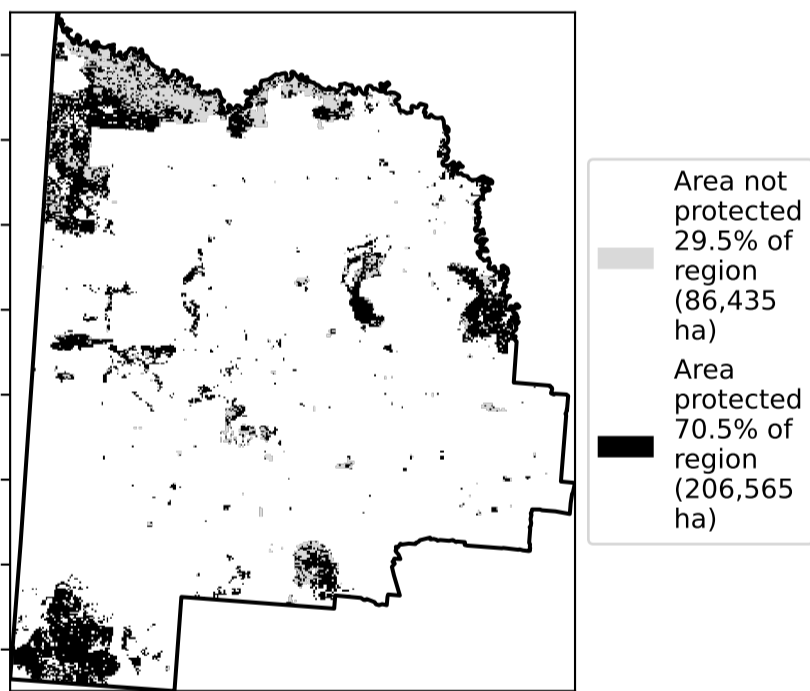 Area not
protected
29.5% of
region
(86,435
ha)
Area
protected
70.5% of
region
(206,565
ha)